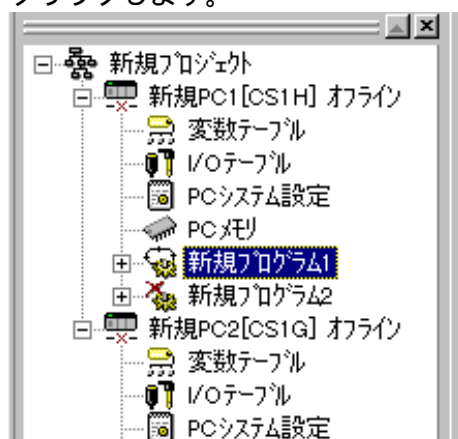 クリックします。
新規ﾌﾟﾛｼﾞｪｸﾄ
新規PC1[CS1H] ｵﾌﾗｲﾝ
変数ﾃｰﾌﾞﾙ
I/Oﾃｰﾌﾞﾙ
PCｼｽﾃﾑ設定
PCﾒﾓﾘ
新規ﾌﾟﾛｸﾞﾗﾑ1
新規ﾌﾟﾛｸﾞﾗﾑ2
新規PC2[CS1G] ｵﾌﾗｲﾝ
変数ﾃｰﾌﾞﾙ
I/Oﾃｰﾌﾞﾙ
PCｼｽﾃﾑ設定